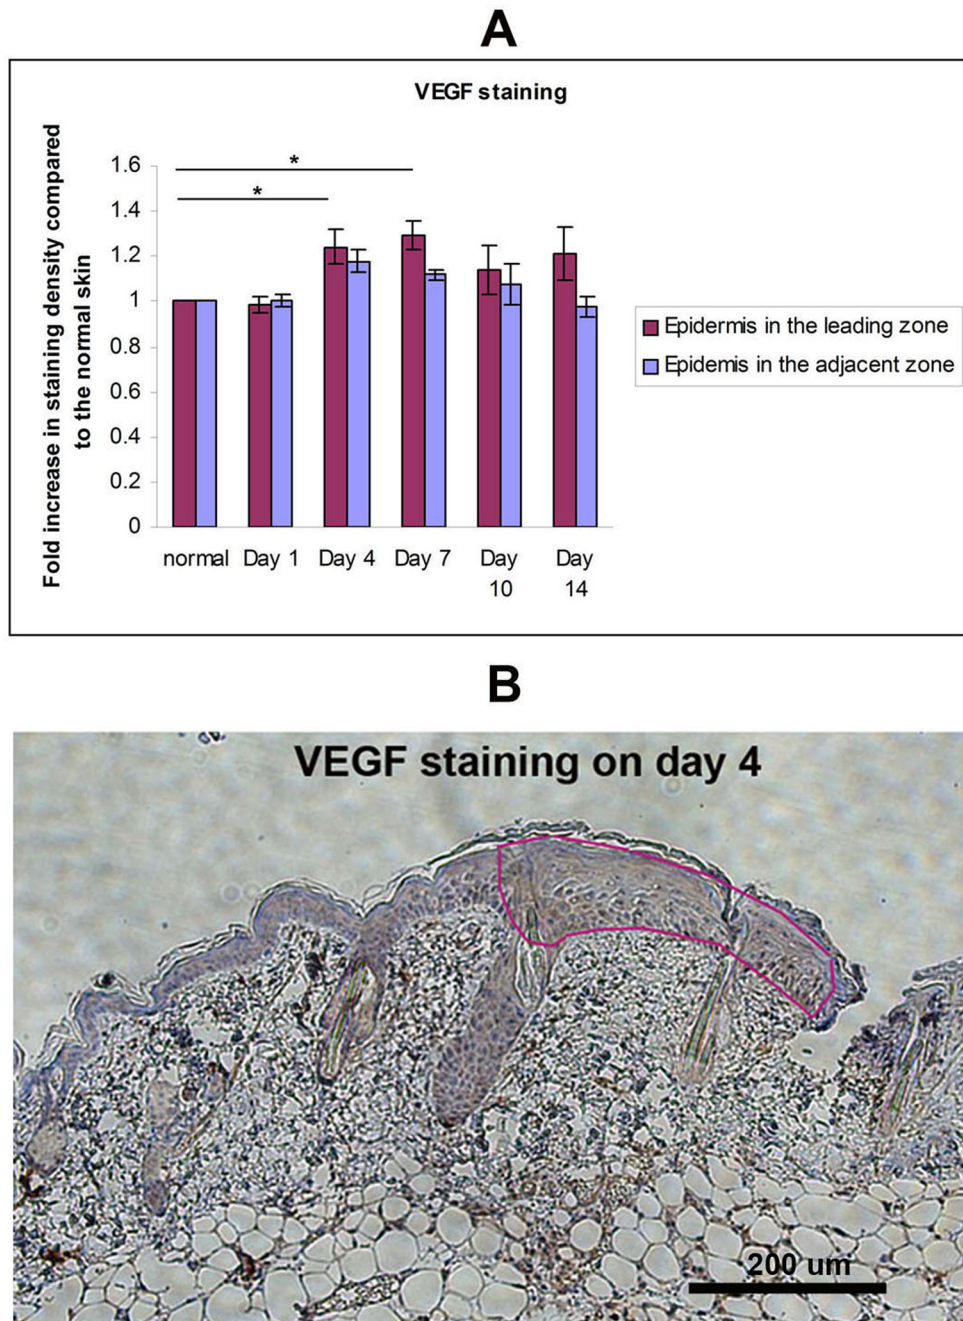 A
VEGF staining
Fold increase in staining density compared
to the normal skin
1.6
1.4
1.2
1
0.8
0.6
0.4
0.2
0
*
*
normal Day 1 Day 4 Day 7 Day Day
10 14
Epidermis in the leading zone
Epidemis in the adjacent zone
B
VEGF staining on day 4
200 um